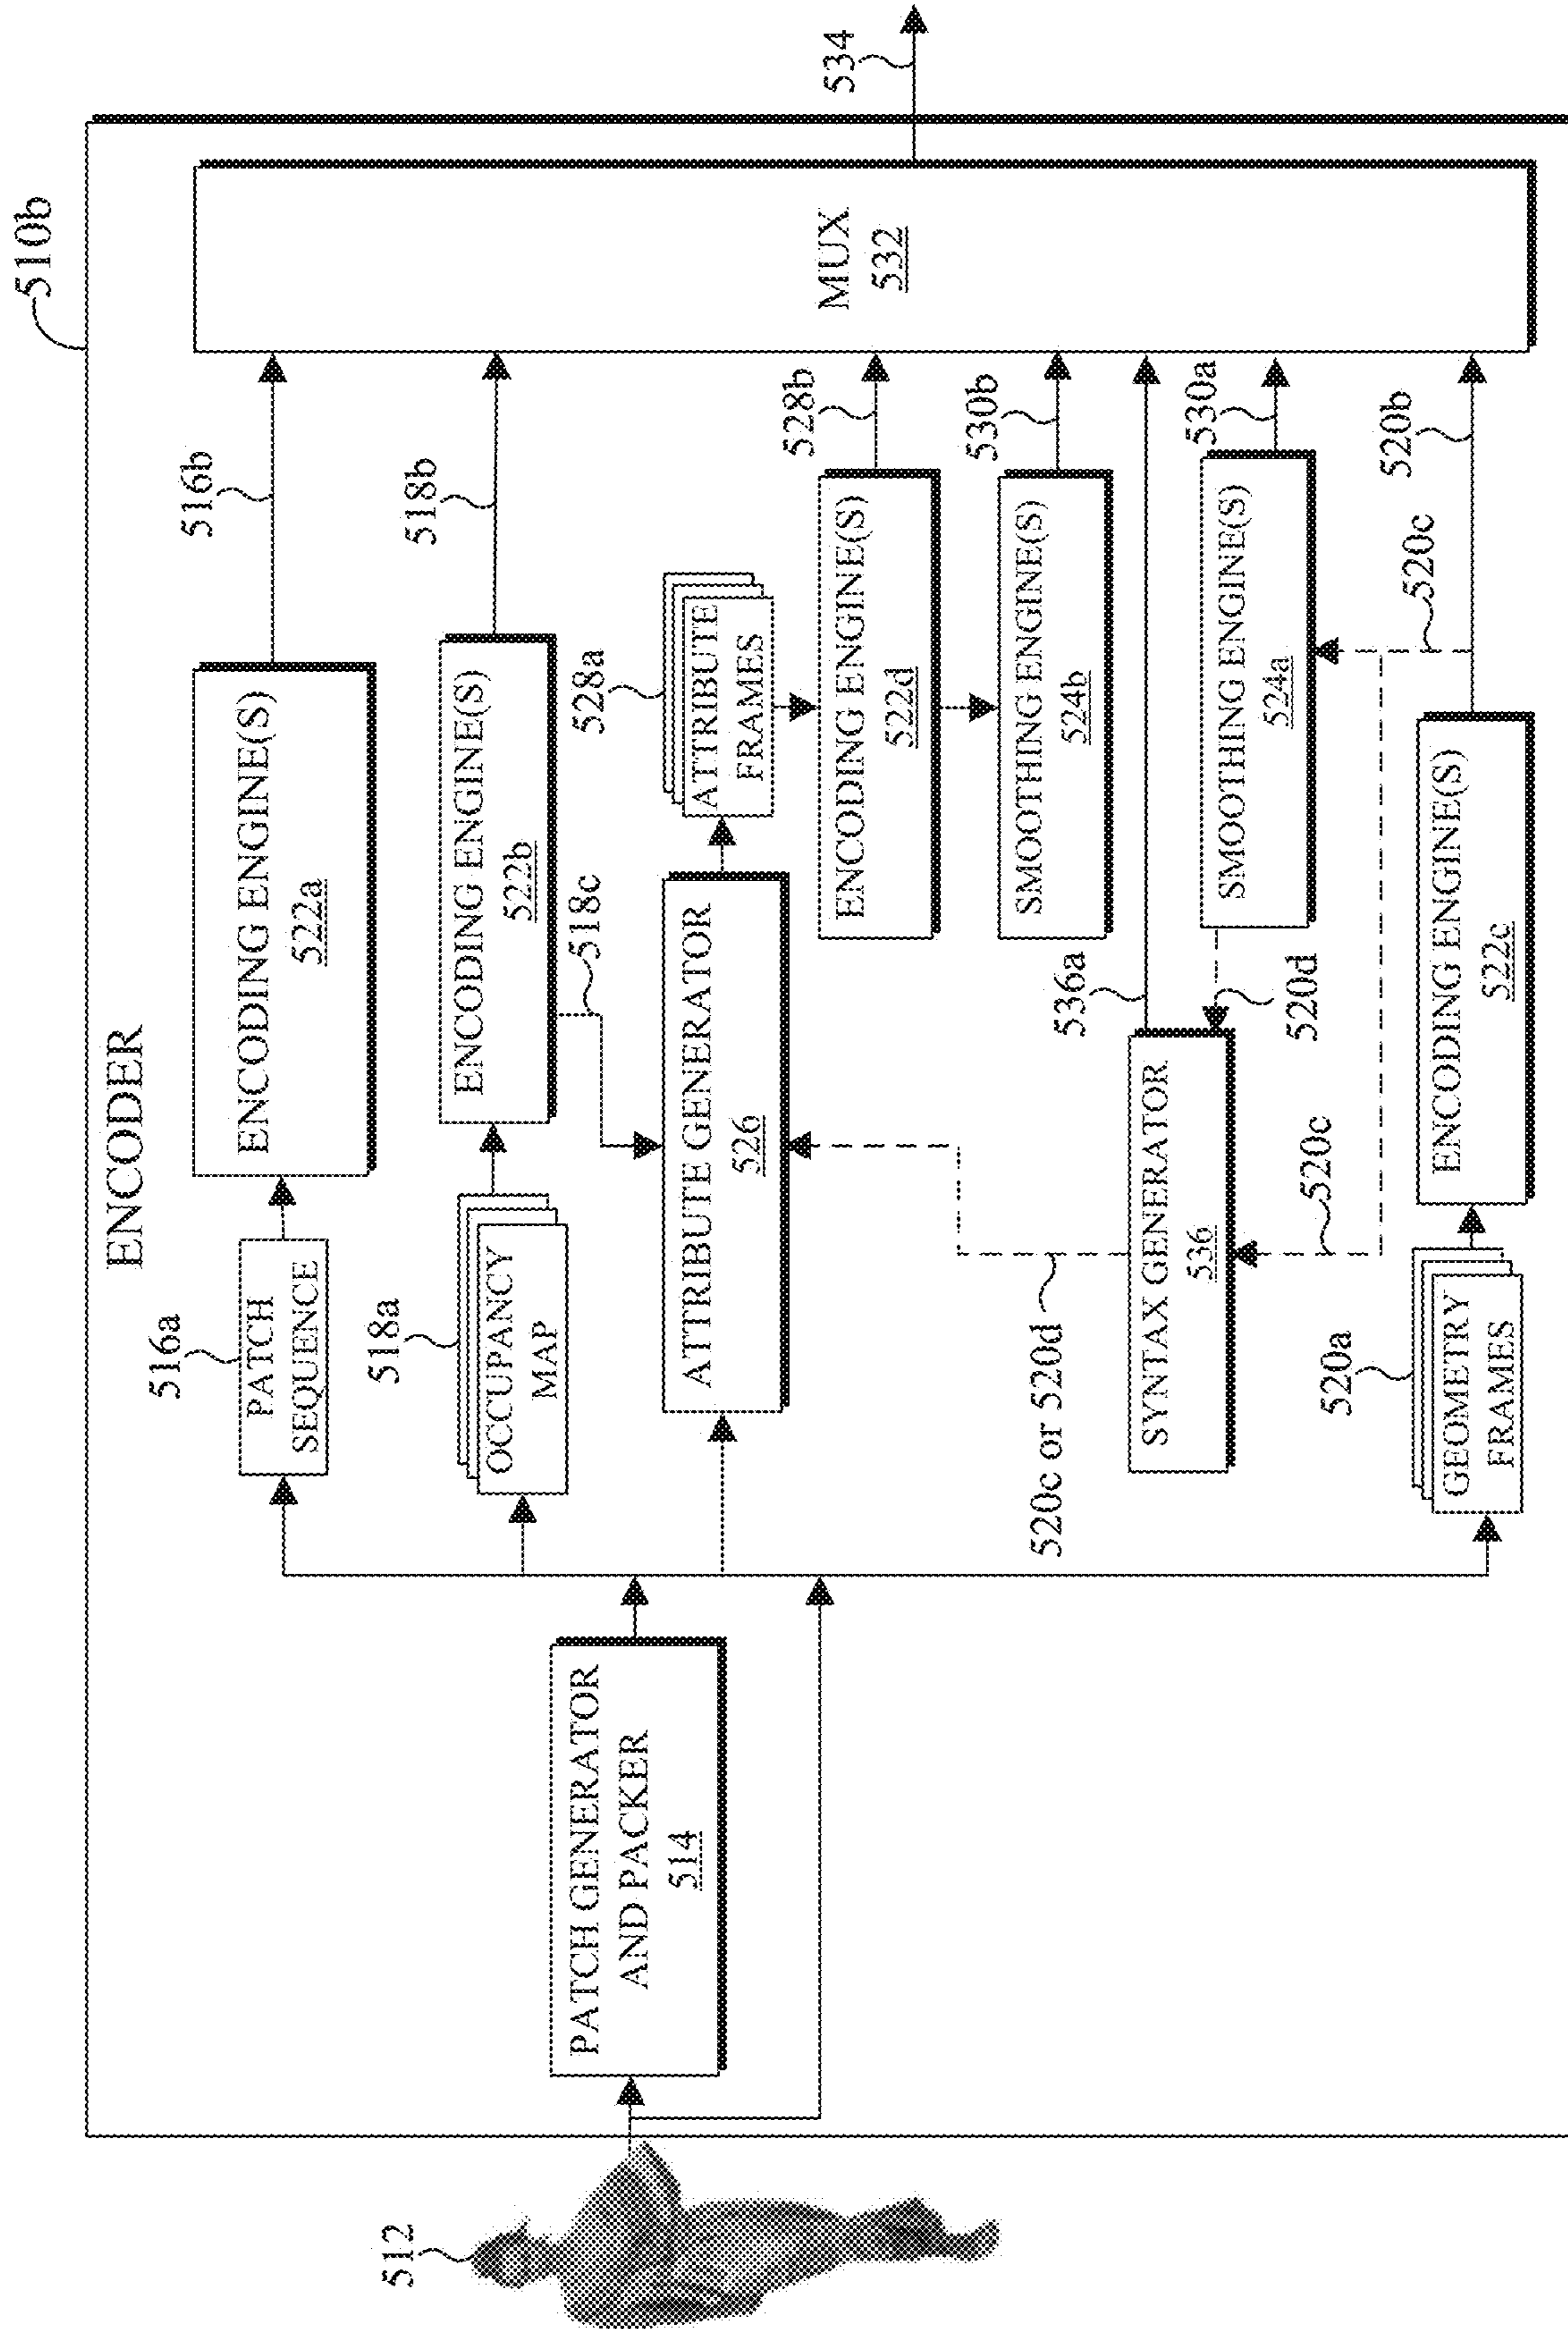 510b
ENCODER
512
PATCH GENERATOR
AND PACKER
514
516a
PATCH
SEQUENCE
ENCODING ENGINE(S)
522a
516b
518a
OCCUPANCY
MAP
ENCODING ENGINE(S)
522b
518b
518c
ATTRIBUTE GENERATOR
526
528a
ATTRIBUTE
FRAMES
ENCODING ENGINE(S)
522d
528b
SMOOTHING ENGINE(S)
524b
530b
520c or 520d
SYNTAX GENERATOR
536
536a
520d
SMOOTHING ENGINE(S)
524a
530a
520c
520c
520a
GEOMETRY
FRAMES
ENCODING ENGINE(S)
522c
520b
MUX
532
534